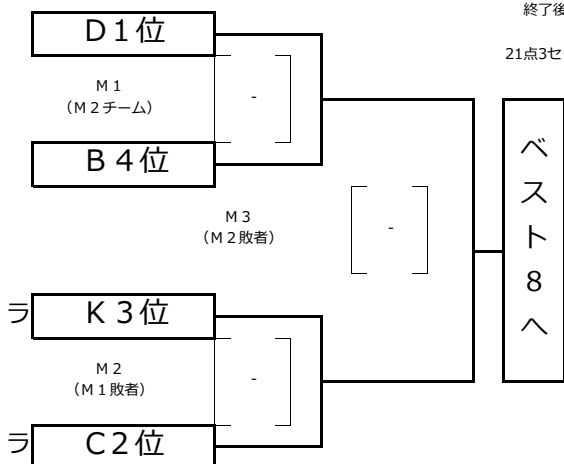 終了後
D1位
21点3セ
M1
（M2チーム）
-
B4位
ベスト8へ
M3
（M2敗者）
-
ラ K3位
M2
（M1敗者）
-
ラ C2位